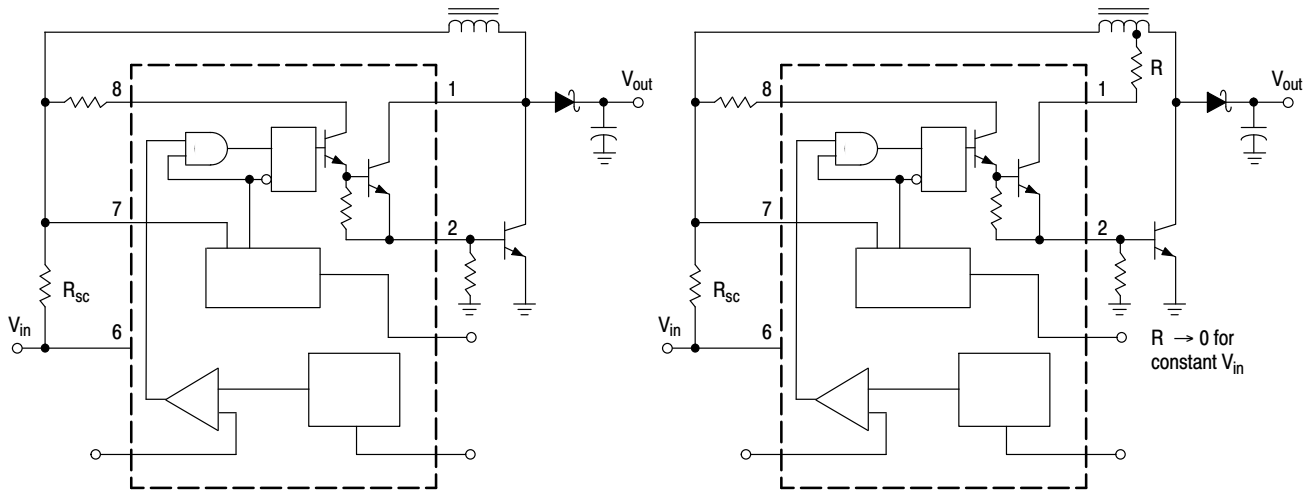 8
1
V_out
7
2
R_sc
V_in
6
R
8
1
V_out
7
2
R_sc
V_in
6
R → 0 for
constant V_in